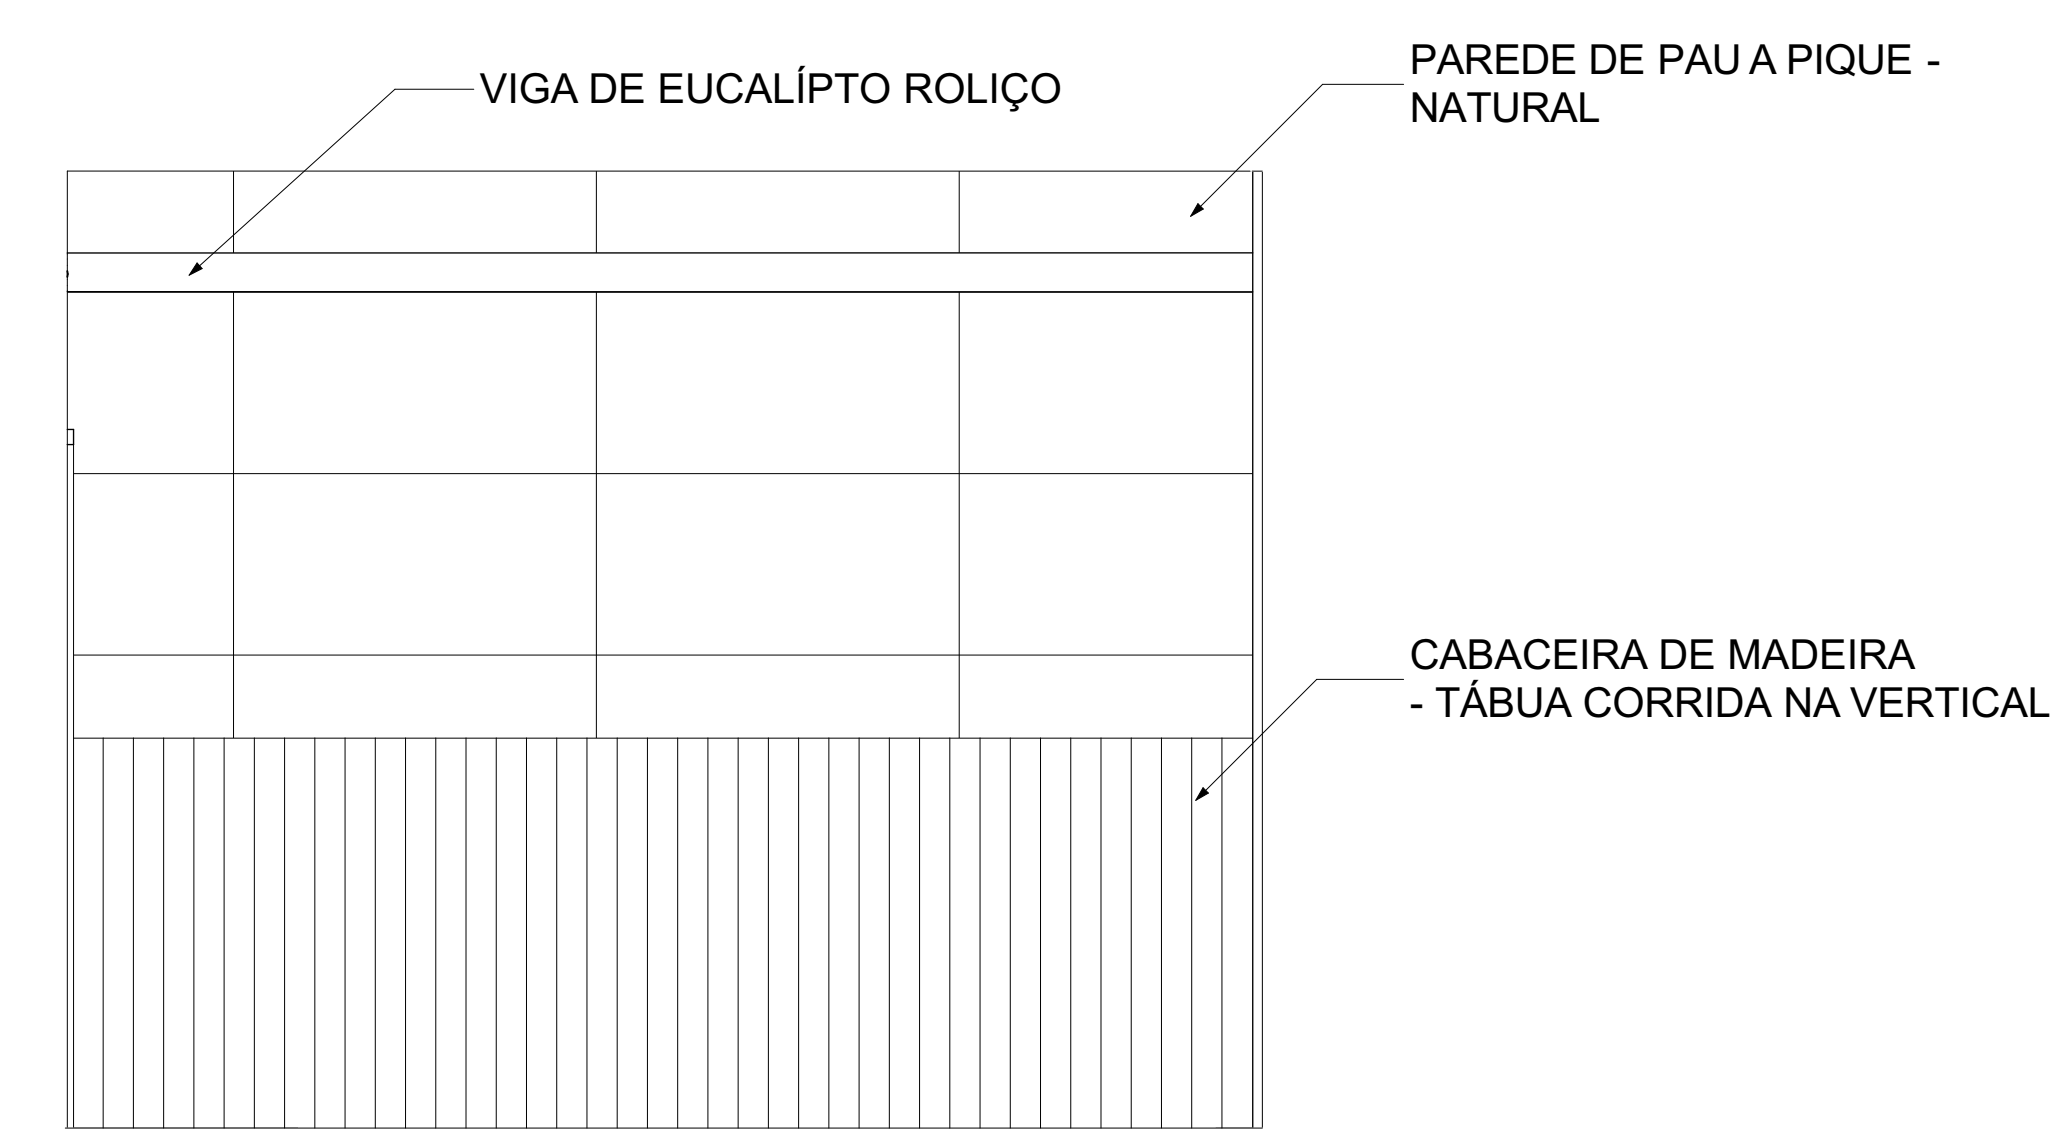 VIGA DE EUCALÍPTO ROLIÇO
PAREDE DE PAU A PIQUE -
NATURAL
CABACEIRA DE MADEIRA
- TÁBUA CORRIDA NA VERTICAL